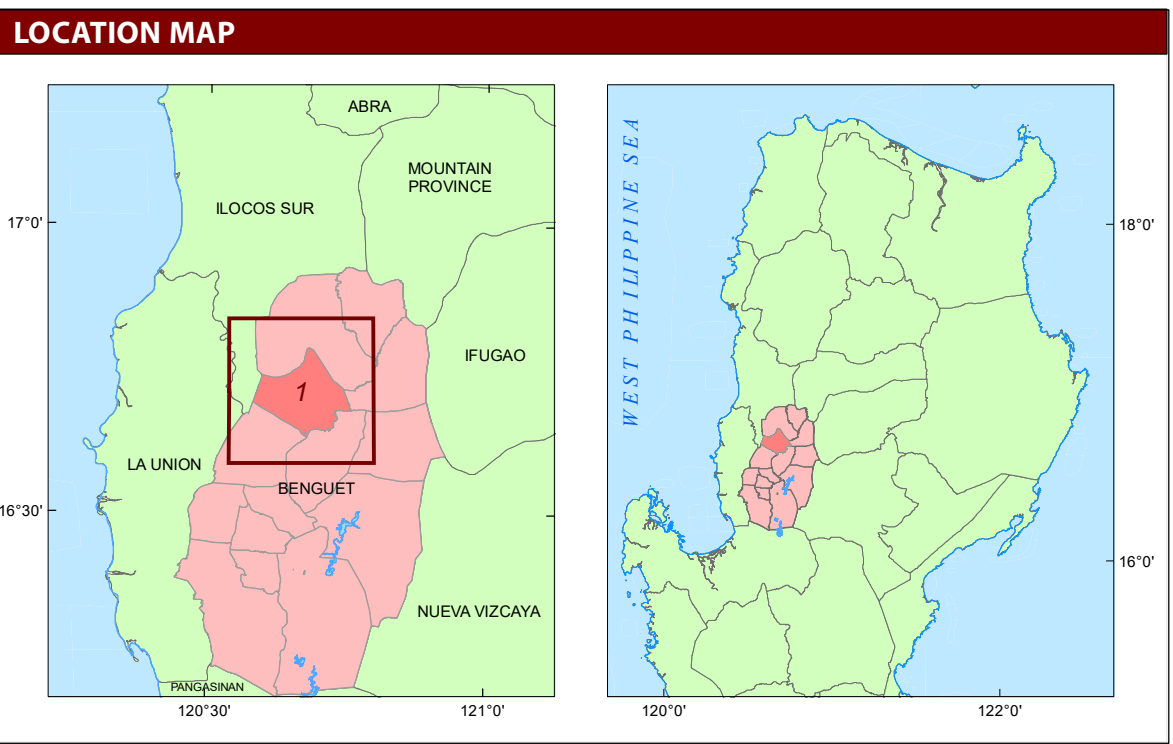 LOCATION MAP
ABRA
MOUNTAIN
PROVINCE
ILOCOS SUR
17°0'
IFUGAO
1
LA UNION
BENGUET
16°30'
NUEVA VIZCAYA
PANGASINAN
120°30'
121°0'
WEST PHILIPPINE SEA
18°0'
16°0'
120°0'
122°0'